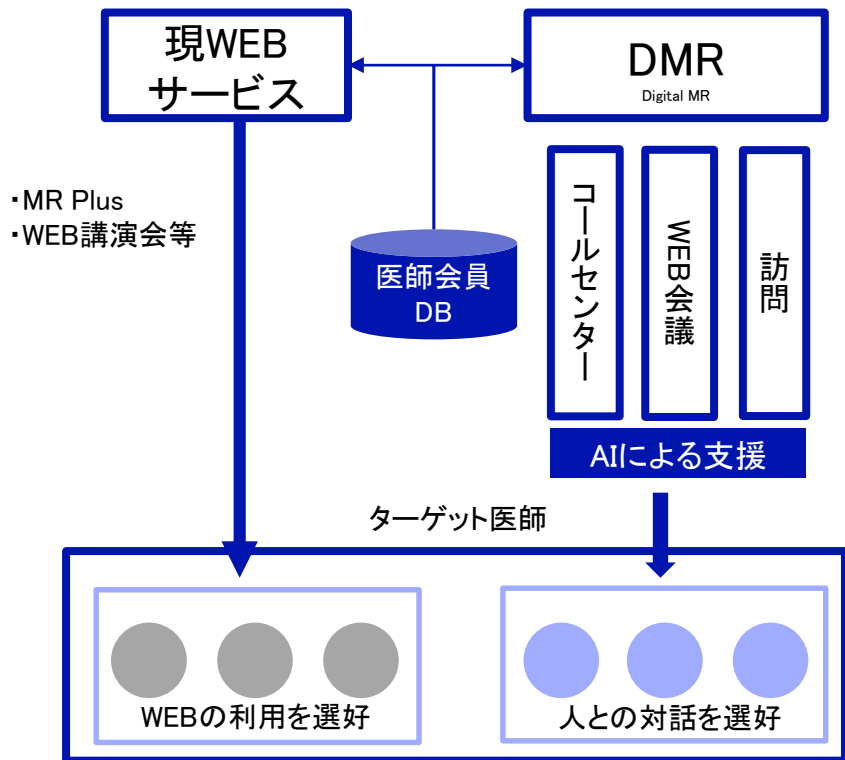 現WEB
サービス
DMR
Digital MR
・MR Plus
・WEB講演会等
医師会員
DB
コールセンター
WEB会議
訪問
AIによる支援
ターゲット医師
WEBの利用を選好
人との対話を選好